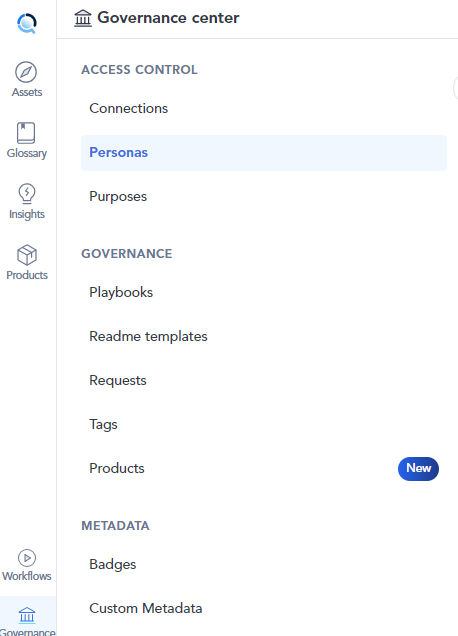 Governance center
Assets
Glossary
Insights
Products
Workflows
Governance
ACCESS CONTROL
Connections
Personas
Purposes
GOVERNANCE
Playbooks
Readme templates
Requests
Tags
Products New
METADATA
Badges
Custom Metadata